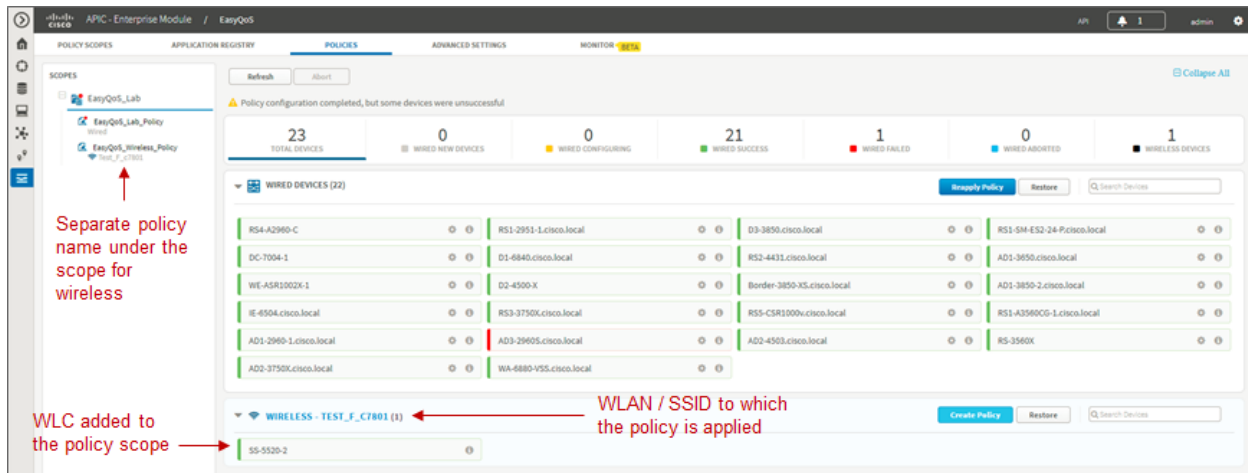 cisco APIC - Enterprise Module / EasyQoS API 1 admin
POLICY SCOPES APPLICATION REGISTRY POLICIES ADVANCED SETTINGS MONITOR BETA
SCOPES
EasyQoS_Lab
EasyQoS_Lab_Policy
Wired
EasyQoS_Wireless_Policy
Test_F_c7801
Separate policy
name under the
scope for
wireless
Refresh Abort Collapse All
Policy configuration completed, but some devices were unsuccessful
23 0 0 21 1 0 1
TOTAL DEVICES WIRED NEW DEVICES WIRED CONFIGURING WIRED SUCCESS WIRED FAILED WIRED ABORTED WIRELESS DEVICES
WIRED DEVICES (22) Reapply Policy Restore Search Devices
RS4-A2960-C RS1-2951-1.cisco.local D3-3850.cisco.local RS1-SM-ES2-24-P.cisco.local
DC-7004-1 D1-6840.cisco.local RS2-4431.cisco.local AD1-3650.cisco.local
WE-ASR1002X-1 D2-4500-X Border-3850-XS.cisco.local AD1-3850-2.cisco.local
IE-6504.cisco.local RS3-3750X.cisco.local RS5-CSR1000v.cisco.local RS1-A3560CG-1.cisco.local
AD1-2960-1.cisco.local AD3-2960S.cisco.local AD2-4503.cisco.local RS-3560X
AD2-3750X.cisco.local WA-6880-VSS.cisco.local
WIRELESS - TEST_F_C7801 (1) Create Policy Restore Search Devices
SS-5520-2
WLC added to
the policy scope
WLAN / SSID to which
the policy is applied